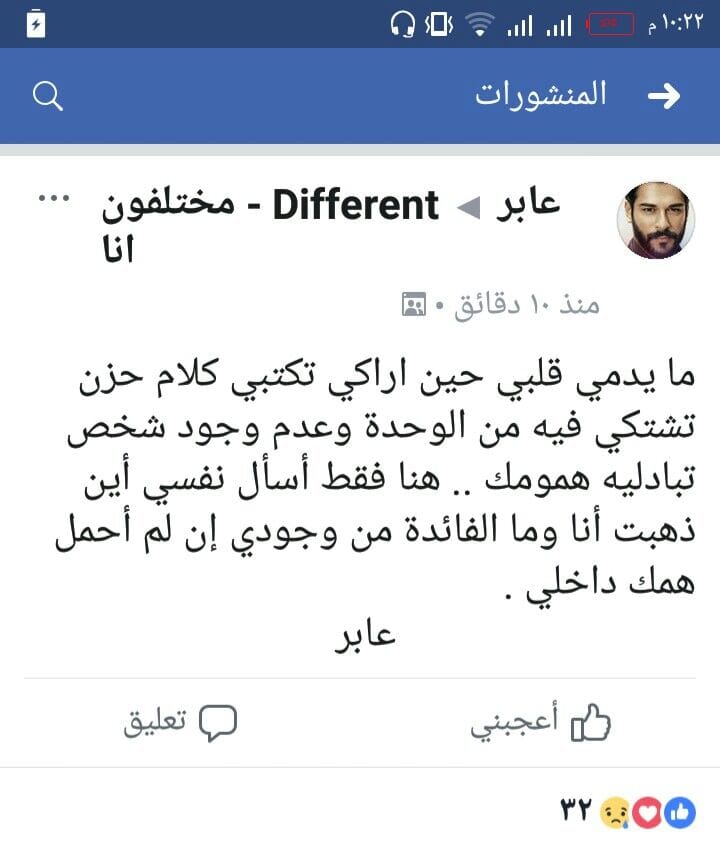 ١٠:٢٢ م
المنشورات
عابر ◀ Different - مختلفون
انا
منذ ١٠ دقائق
ما يدمي قلبي حين اراكي تكتبي كلام حزن
تشتكي فيه من الوحدة وعدم وجود شخص
تبادليه همومك .. هنا فقط أسأل نفسي أين
ذهبت أنا وما الفائدة من وجودي إن لم أحمل
همك داخلي .
عابر
أعجبني
تعليق
٣٢